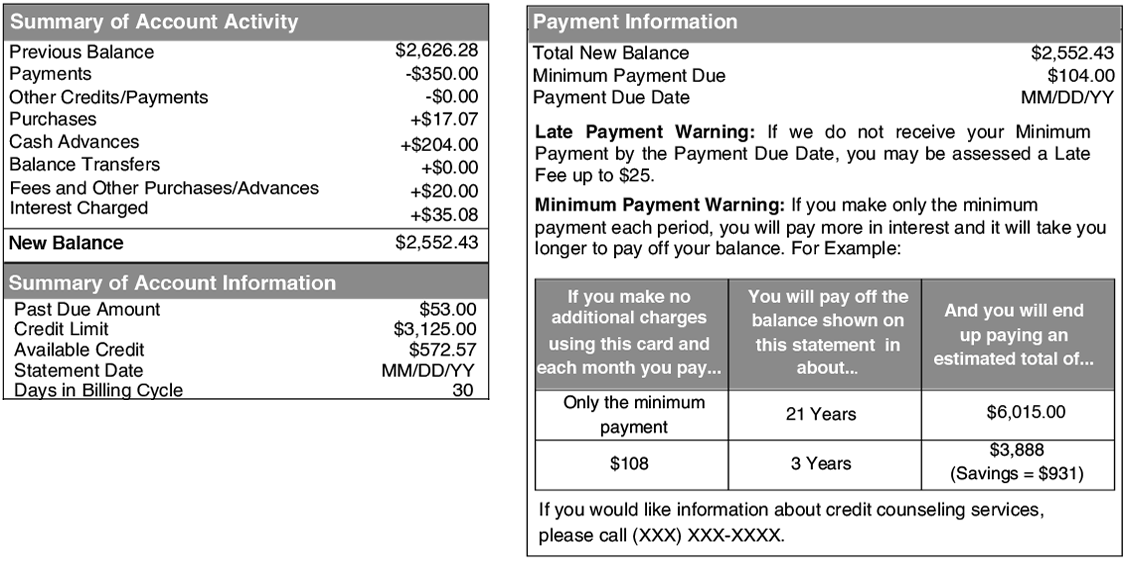 Summary of Account Activity
Previous Balance $2,626.28
Payments -$350.00
Other Credits/Payments -$0.00
Purchases +$17.07
Cash Advances +$204.00
Balance Transfers +$0.00
Fees and Other Purchases/Advances +$20.00
Interest Charged +$35.08
New Balance $2,552.43
Summary of Account Information
Past Due Amount $53.00
Credit Limit $3,125.00
Available Credit $572.57
Statement Date MM/DD/YY
Days in Billing Cycle 30
Payment Information
Total New Balance $2,552.43
Minimum Payment Due $104.00
Payment Due Date MM/DD/YY
Late Payment Warning: If we do not receive your Minimum
Payment by the Payment Due Date, you may be assessed a Late
Fee up to $25.
Minimum Payment Warning: If you make only the minimum
payment each period, you will pay more in interest and it will take you
longer to pay off your balance. For Example:
If you make no
additional charges
using this card and
each month you pay...
You will pay off the
balance shown on
this statement in
about...
And you will end
up paying an
estimated total of...
Only the minimum
payment
21 Years
$6,015.00
$108
3 Years
$3,888
(Savings = $931)
If you would like information about credit counseling services,
please call (XXX) XXX-XXXX.